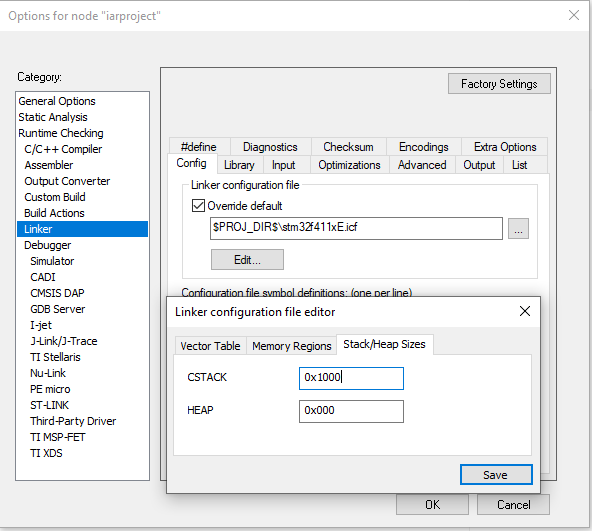 Options for node "iarproject"
Category:
General Options
Static Analysis
Runtime Checking
C/C++ Compiler
Assembler
Output Converter
Custom Build
Build Actions
Linker
Debugger
Simulator
CADI
CMSIS DAP
GDB Server
I-jet
J-Link/J-Trace
TI Stellaris
Nu-Link
PE micro
ST-LINK
Third-Party Driver
TI MSP-FET
TI XDS
Factory Settings
#define Diagnostics Checksum Encodings Extra Options
Config Library Input Optimizations Advanced Output List
Linker configuration file
Override default
$PROJ_DIR$\stm32f411xE.icf
...
Edit...
Configuration file symbol definitions: (one per line)
Linker configuration file editor
Vector Table Memory Regions Stack/Heap Sizes
CSTACK 0x1000
HEAP 0x000
Save
OK Cancel